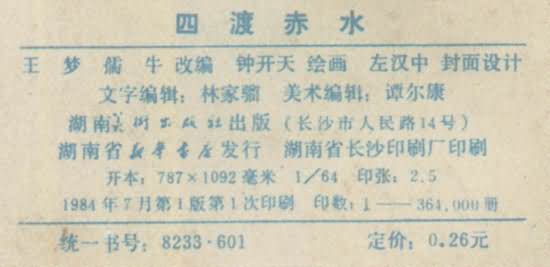 四渡赤水
王 梦 儒 牛 改编 钟开天 绘画 左汉中 封面设计
文字编辑：林家骝 美术编辑：谭尔康
湖南美术出版社出版（长沙市人民路14号）
湖南省新华书店发行 湖南省长沙印刷厂印刷
开本：787×1092毫米 1/64 印张：2.5
1984年7月第1版第1次印刷 印数：1——364,000册
统一书号：8233·601 定价：0.26元